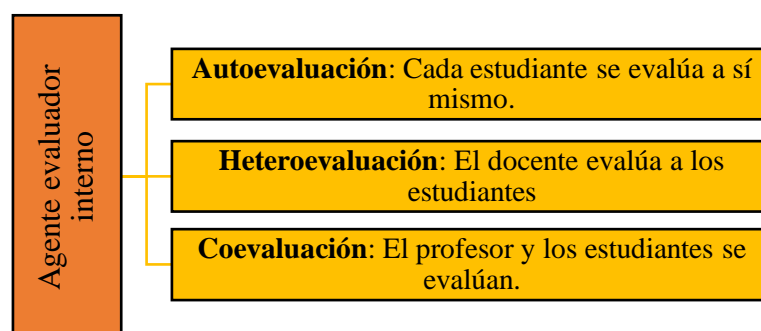 Agente evaluador
interno
Autoevaluación: Cada estudiante se evalúa a sí
mismo.
Heteroevaluación: El docente evalúa a los
estudiantes
Coevaluación: El profesor y los estudiantes se
evalúan.